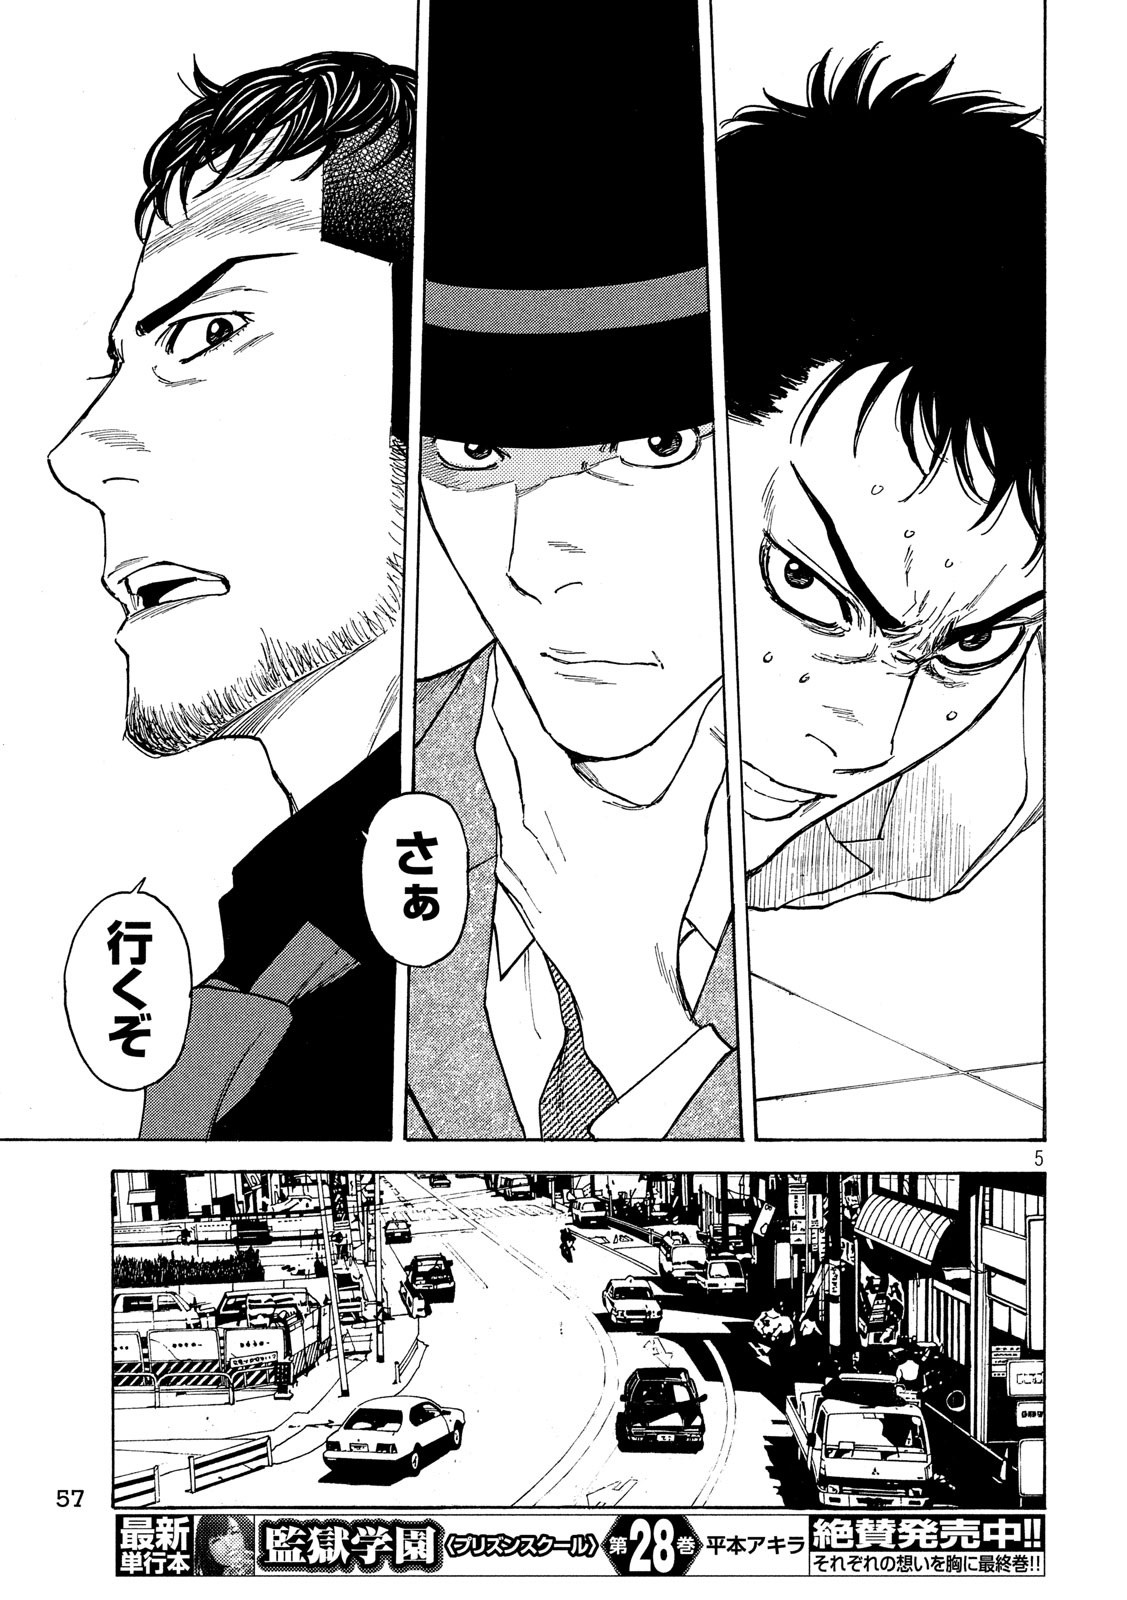 さぁ
行くぞ
5
57
最新
単行本
監獄学園
〈プリズンスクール〉
第28巻
平本アキラ
絶賛発売中!!
それぞれの想いを胸に最終巻!!